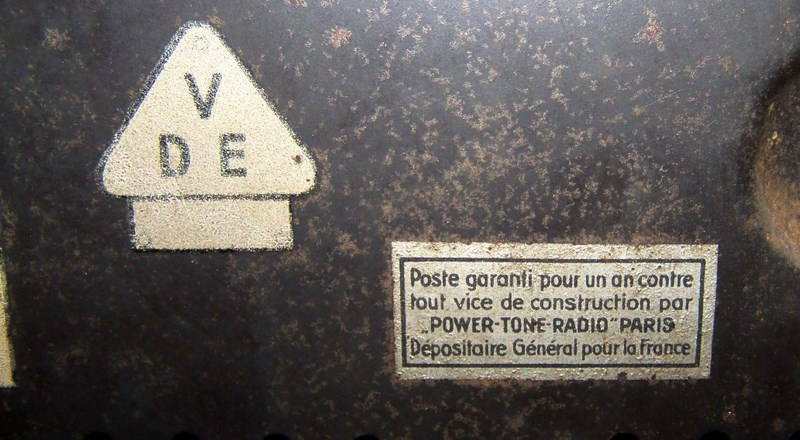 V
D E
Poste garanti pour un an contre
tout vice de construction par
„POWER-TONE-RADIO" PARIS
Dépositaire Général pour la France